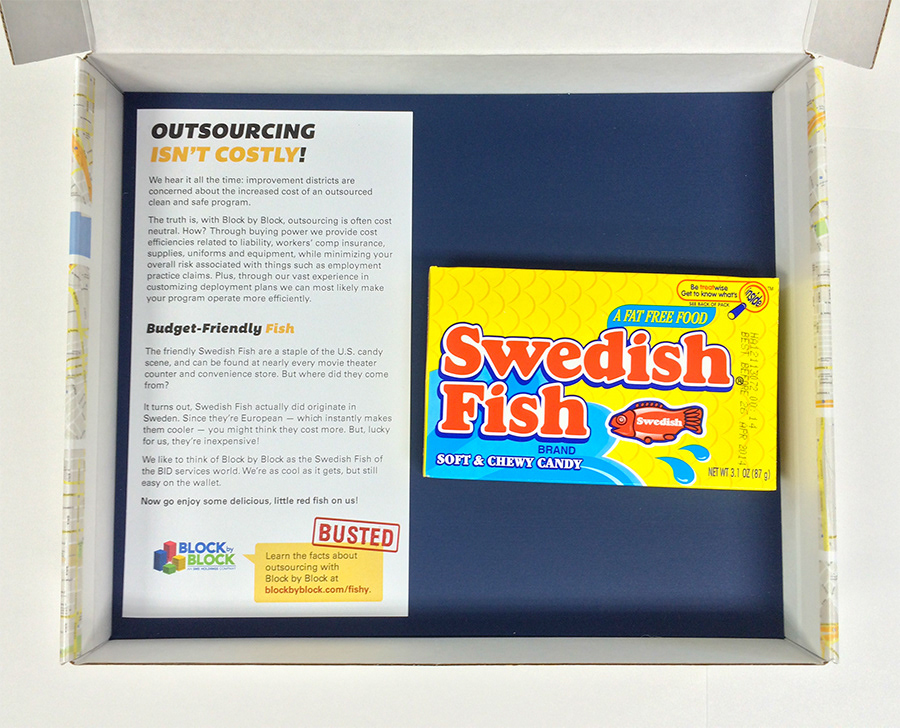 OUTSOURCING
ISN'T COSTLY!
We hear it all the time: improvement districts are
concerned about the increased cost of an outsourced
clean and safe program.
The truth is, with Block by Block, outsourcing is often cost
neutral. How? Through buying power we provide cost
efficiencies related to liability, workers' comp insurance,
supplies, uniforms and equipment, while minimizing your
overall risk associated with things such as employment
practice claims. Plus, through our vast experience in
customizing deployment plans we can most likely make
your program operate more efficiently.
Budget-Friendly Fish
The friendly Swedish Fish are a staple of the U.S. candy
scene, and can be found at nearly every movie theater
counter and convenience store. But where did they come
from?
It turns out, Swedish Fish actually did originate in
Sweden. Since they're European — which instantly makes
them cooler — you might think they cost more. But, lucky
for us, they're inexpensive!
We like to think of Block by Block as the Swedish Fish of
the BID services world. We're as cool as it gets, but still
easy on the wallet.
Now go enjoy some delicious, little red fish on us!
BUSTED
BLOCK by
BLOCK
Learn the facts about
outsourcing with
Block by Block at
blockbyblock.com/fishy.
Be treatwise
Get to know what's
inside
™
SEE BACK OF PACK
A FAT FREE FOOD
Swedish
Fish®
BRAND
SOFT & CHEWY CANDY
Swedish
NET WT 3.1 OZ (87 g)
BEST BEFORE 26 APR 2014